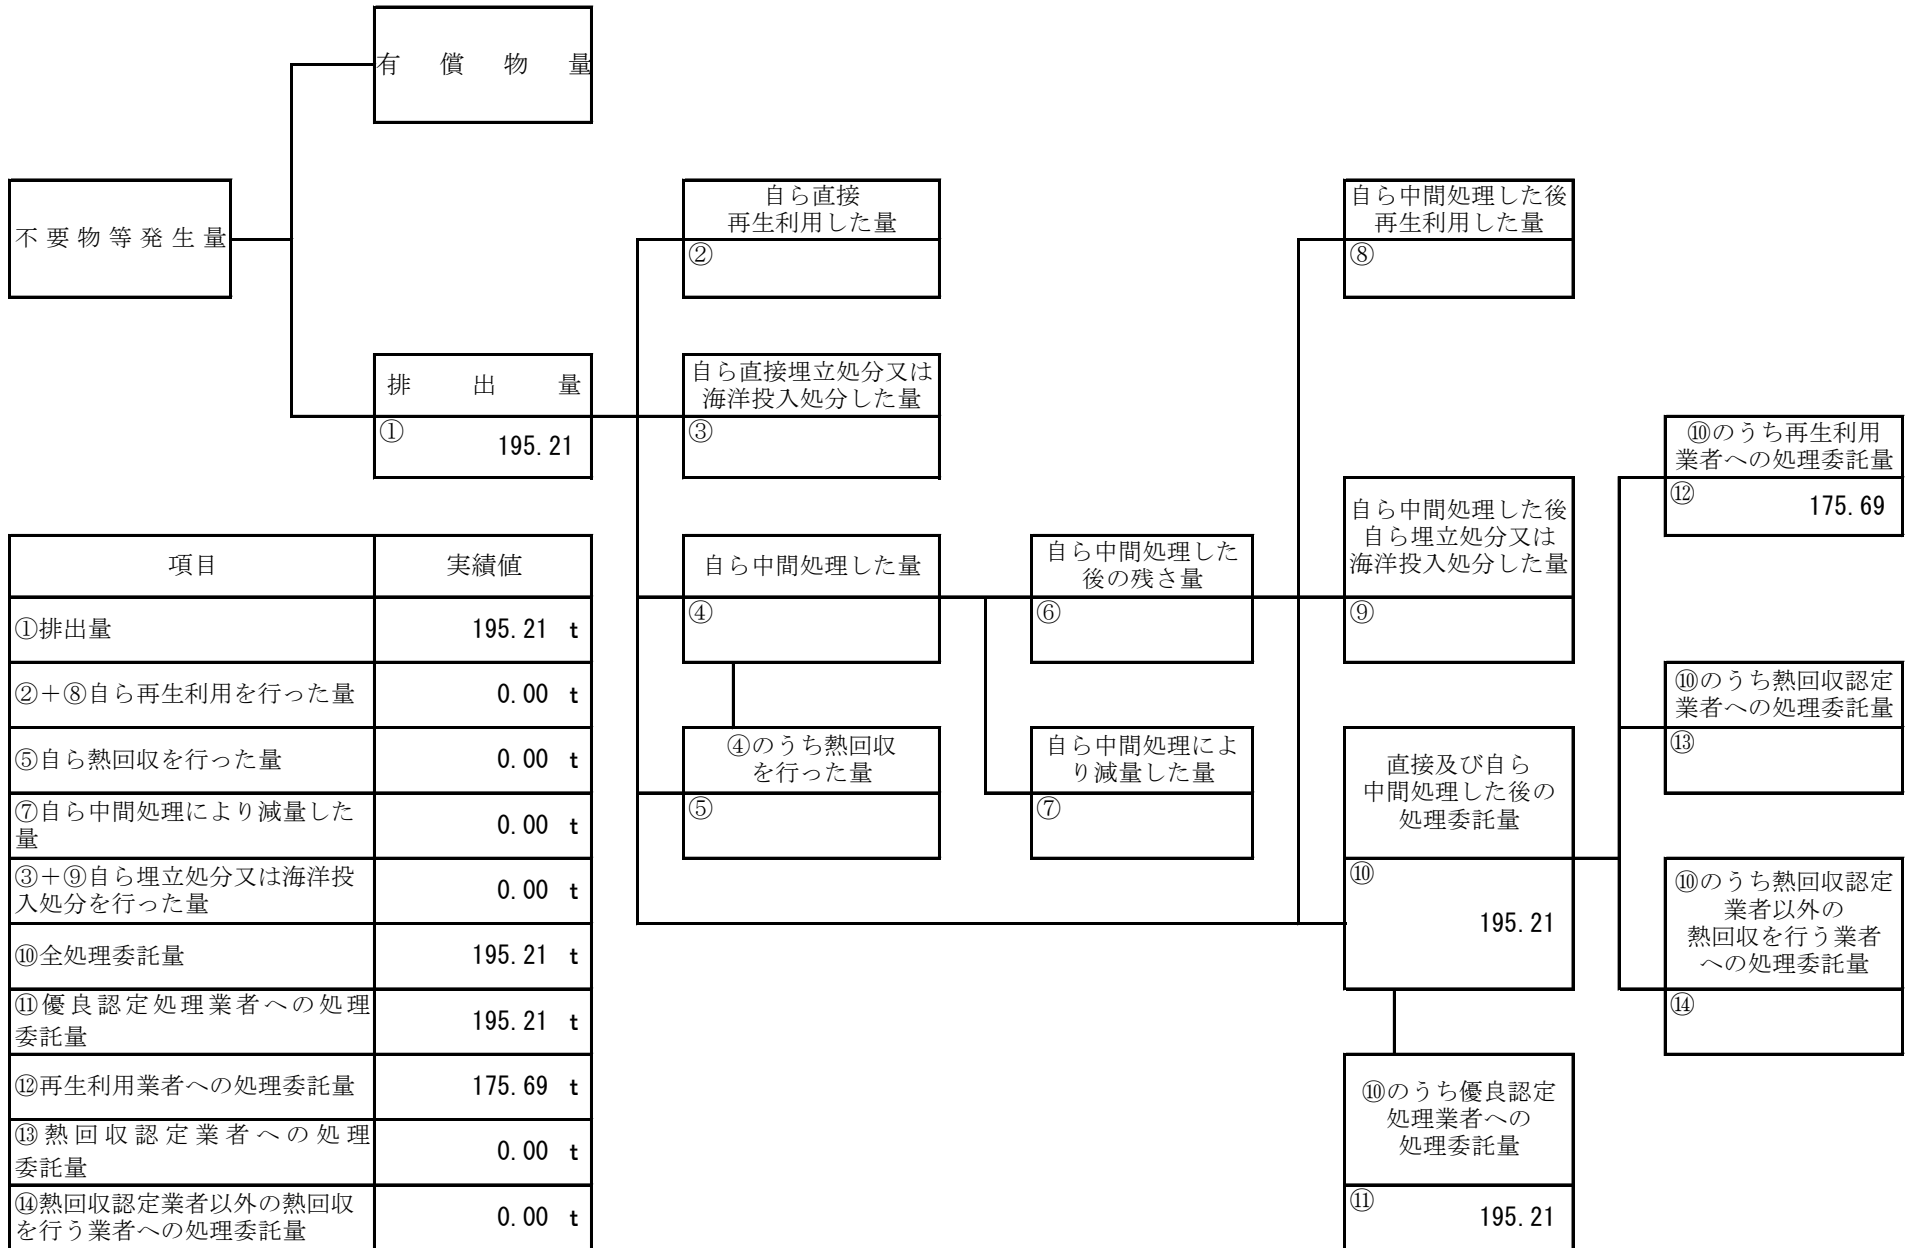 有償物量
不要物等発生量
自ら直接
再生利用した量
②
自ら中間処理した後
再生利用した量
⑧
排出量
① 195.21
自ら直接埋立処分又は
海洋投入処分した量
③
⑩のうち再生利用
業者への処理委託量
⑫ 175.69
自ら中間処理した量
④
自ら中間処理した
後の残さ量
⑥
自ら中間処理した後
自ら埋立処分又は
海洋投入処分した量
⑨
⑩のうち熱回収認定
業者への処理委託量
⑬
④のうち熱回収
を行った量
⑤
自ら中間処理によ
り減量した量
⑦
直接及び自ら
中間処理した後の
処理委託量
⑩
195.21
⑩のうち熱回収認定
業者以外の
熱回収を行う業者
への処理委託量
⑭
⑩のうち優良認定
処理業者への
処理委託量
⑪ 195.21
項目 実績値
①排出量 195.21 t
②+⑧自ら再生利用を行った量 0.00 t
⑤自ら熱回収を行った量 0.00 t
⑦自ら中間処理により減量した
量 0.00 t
③+⑨自ら埋立処分又は海洋投
入処分を行った量 0.00 t
⑩全処理委託量 195.21 t
⑪優良認定処理業者への処理
委託量 195.21 t
⑫再生利用業者への処理委託量 175.69 t
⑬熱回収認定業者への処理
委託量 0.00 t
⑭熱回収認定業者以外の熱回収
を行う業者への処理委託量 0.00 t